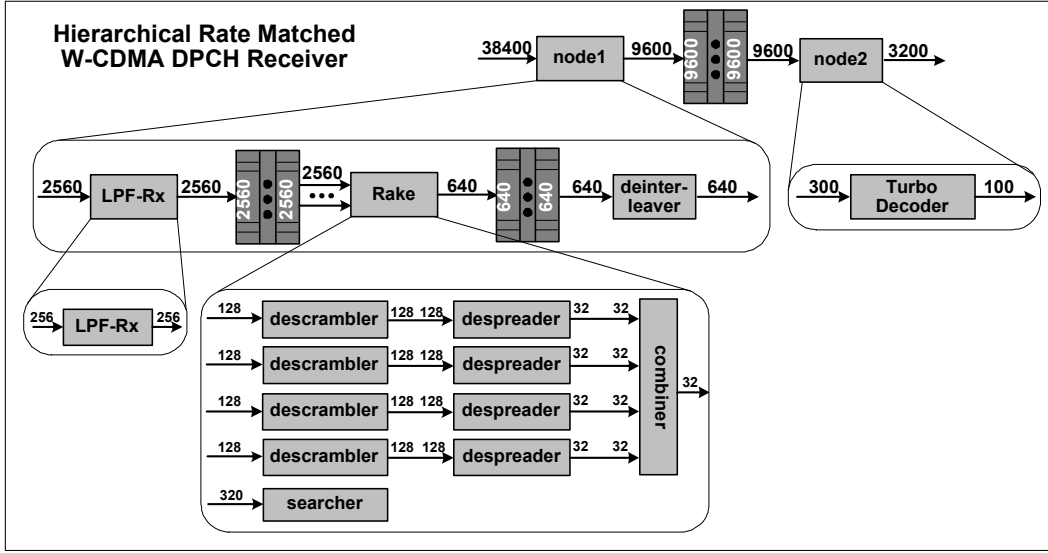 Hierarchical Rate Matched
W-CDMA DPCH Receiver
38400
node1
9600
9600
9600
9600
node2
3200
2560
LPF-Rx
2560
2560
2560
2560
Rake
640
640
640
640
deinter-
leaver
640
300
Turbo
Decoder
100
256
LPF-Rx
256
128
descrambler
128
128
despreader
32
32
128
descrambler
128
128
despreader
32
32
128
descrambler
128
128
despreader
32
32
128
descrambler
128
128
despreader
32
32
combiner
32
320
searcher